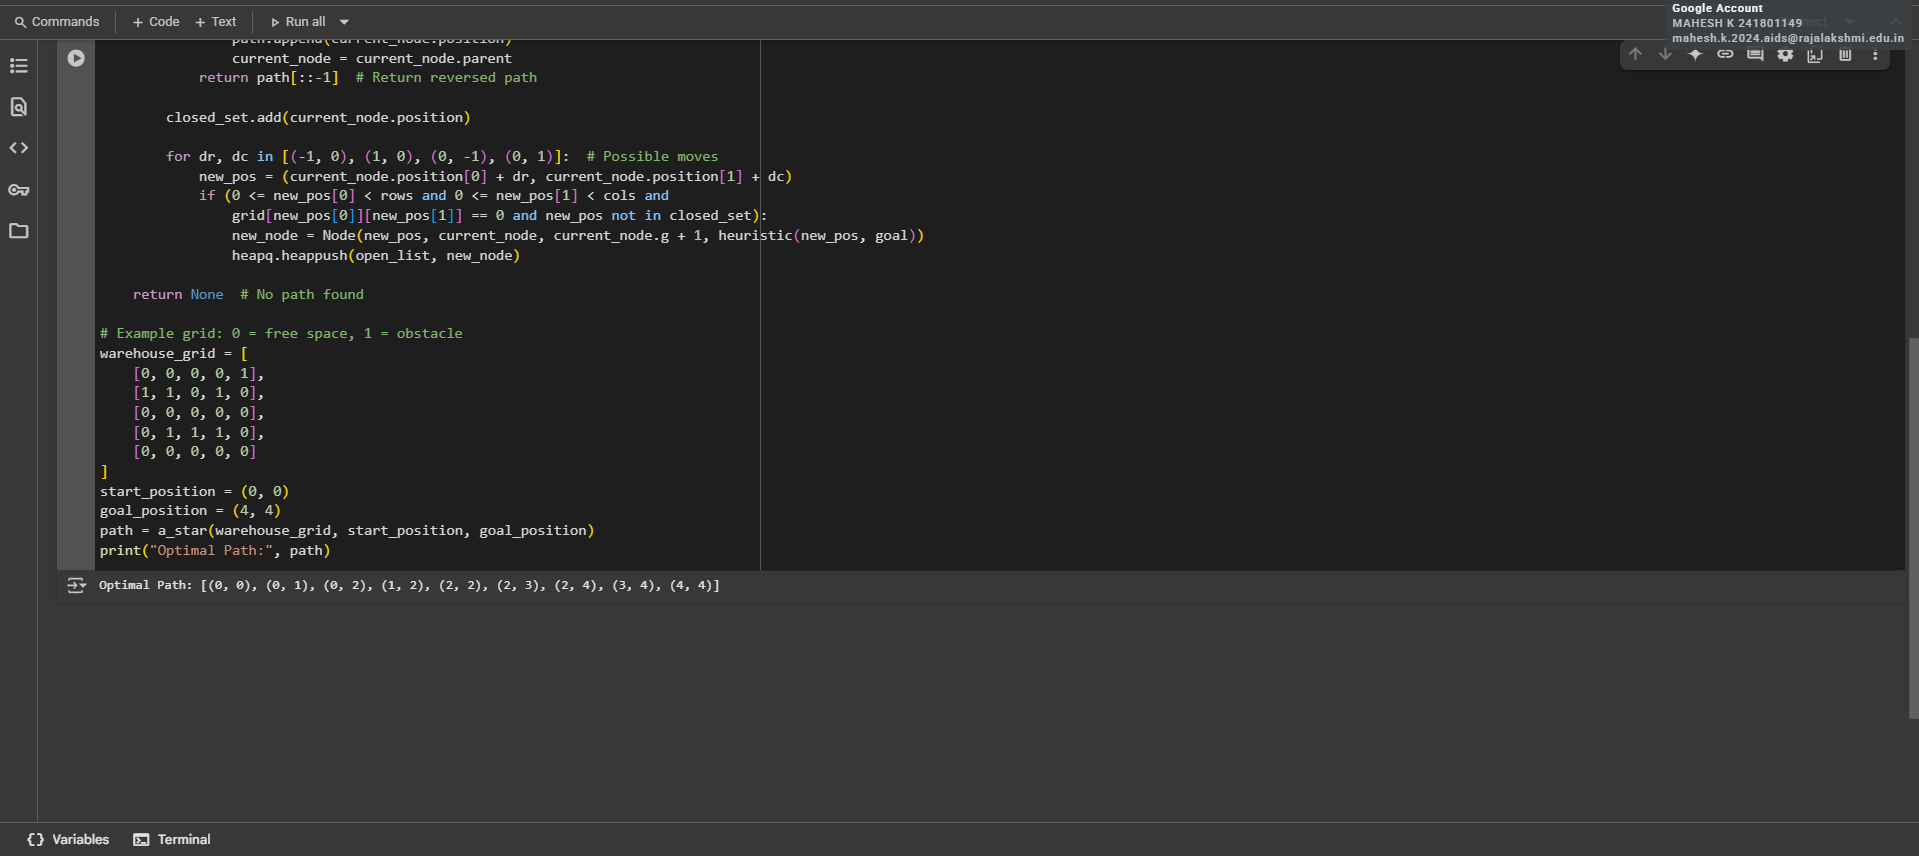 Commands + Code + Text Run all
Google Account
MAHESH K 241801149
mahesh.k.2024.aids@rajalakshmi.edu.in
path.append(current_node.position)
current_node = current_node.parent
return path[::-1]  # Return reversed path
closed_set.add(current_node.position)
for dr, dc in [(-1, 0), (1, 0), (0, -1), (0, 1)]:  # Possible moves
new_pos = (current_node.position[0] + dr, current_node.position[1] + dc)
if (0 <= new_pos[0] < rows and 0 <= new_pos[1] < cols and
grid[new_pos[0]][new_pos[1]] == 0 and new_pos not in closed_set):
new_node = Node(new_pos, current_node, current_node.g + 1, heuristic(new_pos, goal))
heapq.heappush(open_list, new_node)
return None  # No path found
# Example grid: 0 = free space, 1 = obstacle
warehouse_grid = [
[0, 0, 0, 0, 1],
[1, 1, 0, 1, 0],
[0, 0, 0, 0, 0],
[0, 1, 1, 1, 0],
[0, 0, 0, 0, 0]
]
start_position = (0, 0)
goal_position = (4, 4)
path = a_star(warehouse_grid, start_position, goal_position)
print("Optimal Path:", path)
Optimal Path: [(0, 0), (0, 1), (0, 2), (1, 2), (2, 2), (2, 3), (2, 4), (3, 4), (4, 4)]
Variables Terminal